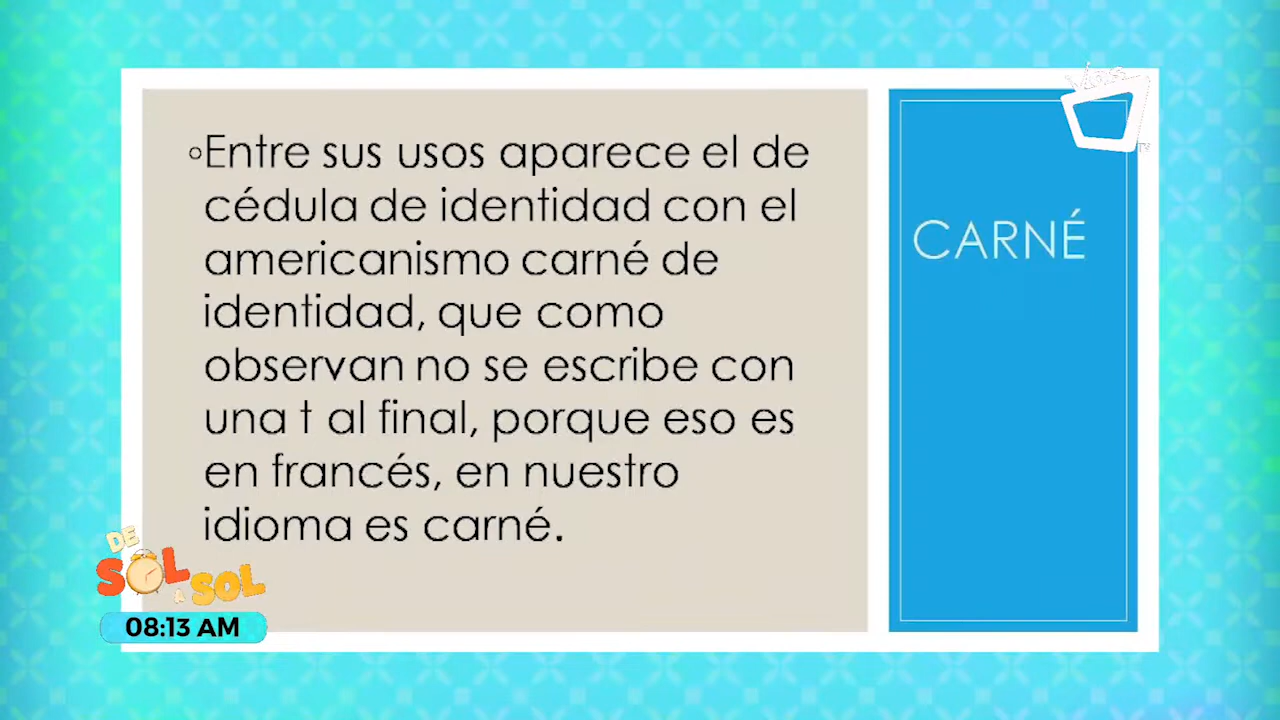 Entre sus usos aparece el de
cédula de identidad con el
americanismo carné de
identidad, que como
observan no se escribe con
una t al final, porque eso es
en francés, en nuestro
idioma es carné.
CARNÉ
TV
DE
SOL
A
SOL
08:13 AM